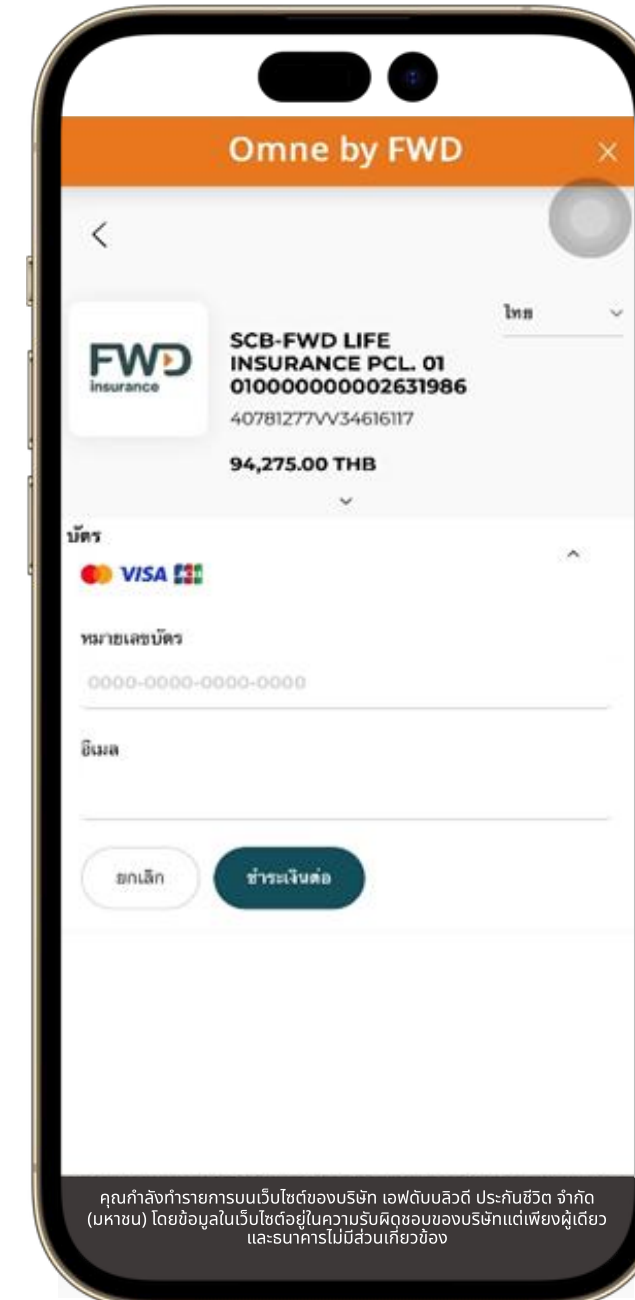 Omne by FWD
ไทย
FWD
insurance
SCB-FWD LIFE
INSURANCE PCL. 01
010000000002631986
40781277VV34616117
94,275.00 THB
บัตร
VISA JCB
หมายเลขบัตร
0000-0000-0000-0000
อีเมล
ยกเลิก
ชำระเงินต่อ
คุณกำลังทำรายการบนเว็บไซต์ของบริษัท เอฟดับบลิวดี ประกันชีวิต จำกัด
(มหาชน) โดยข้อมูลในเว็บไซต์อยู่ในความรับผิดชอบของบริษัทแต่เพียงผู้เดียว
และธนาคารไม่มีส่วนเกี่ยวข้อง